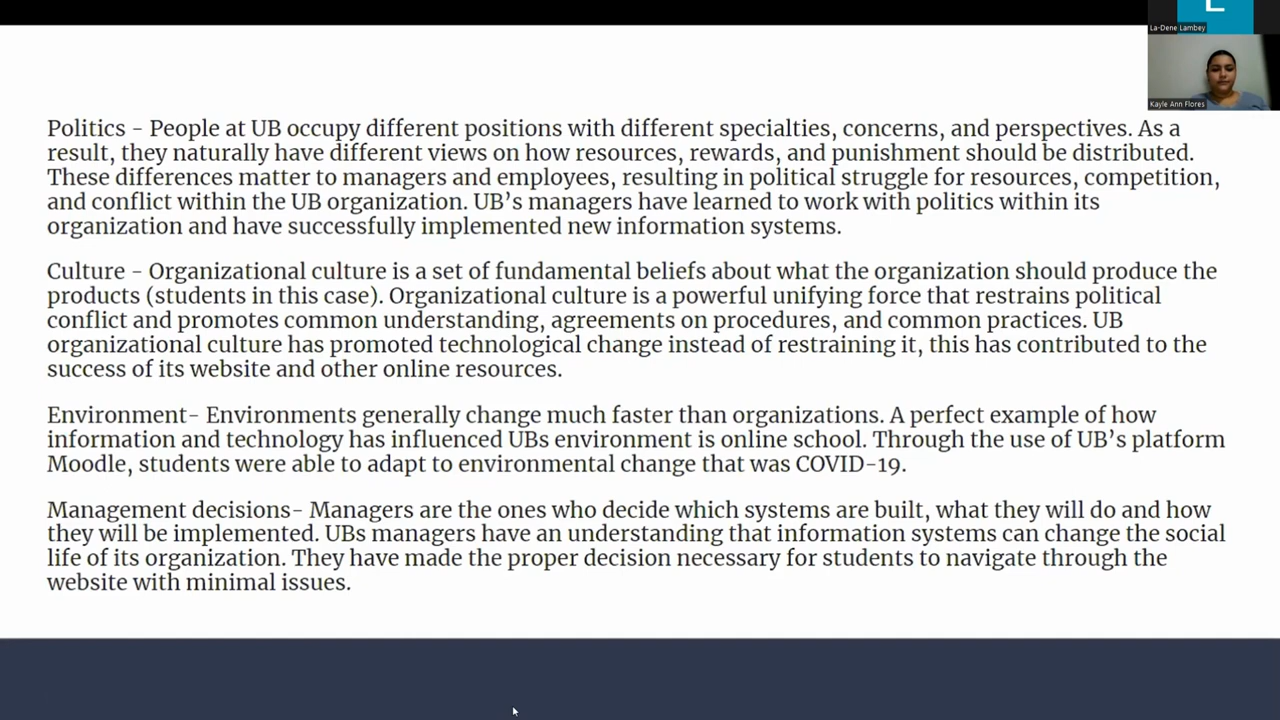 L
La-Dene Lambey
Kayle Ann Flores
Politics - People at UB occupy different positions with different specialties, concerns, and perspectives. As a
result, they naturally have different views on how resources, rewards, and punishment should be distributed.
These differences matter to managers and employees, resulting in political struggle for resources, competition,
and conflict within the UB organization. UB’s managers have learned to work with politics within its
organization and have successfully implemented new information systems.
Culture - Organizational culture is a set of fundamental beliefs about what the organization should produce the
products (students in this case). Organizational culture is a powerful unifying force that restrains political
conflict and promotes common understanding, agreements on procedures, and common practices. UB
organizational culture has promoted technological change instead of restraining it, this has contributed to the
success of its website and other online resources.
Environment- Environments generally change much faster than organizations. A perfect example of how
information and technology has influenced UBs environment is online school. Through the use of UB’s platform
Moodle, students were able to adapt to environmental change that was COVID-19.
Management decisions- Managers are the ones who decide which systems are built, what they will do and how
they will be implemented. UBs managers have an understanding that information systems can change the social
life of its organization. They have made the proper decision necessary for students to navigate through the
website with minimal issues.